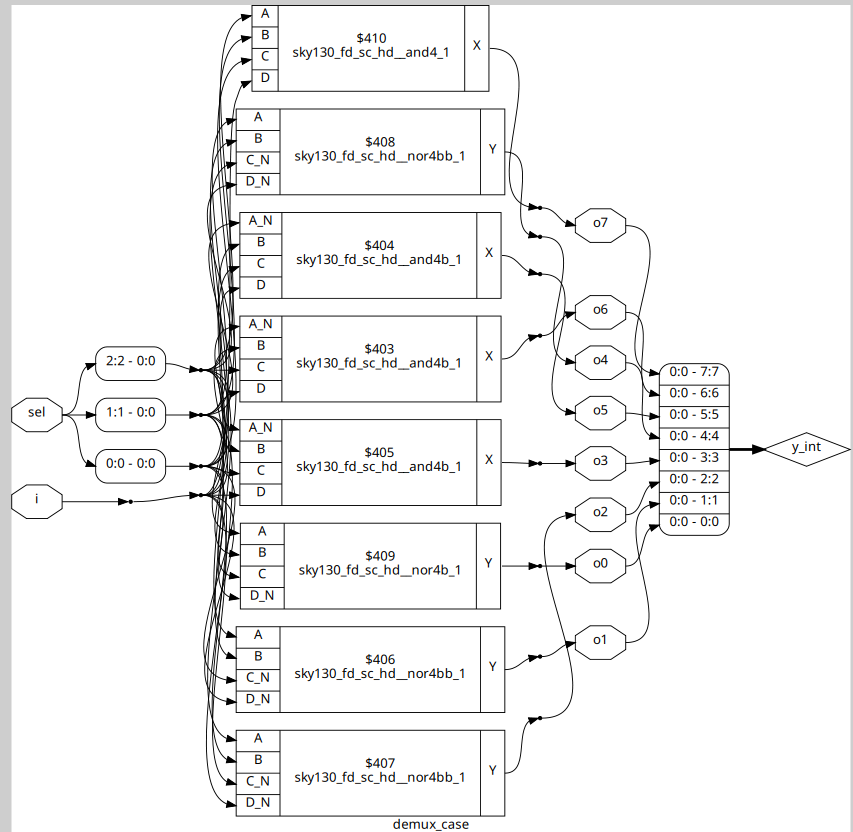 A
B
C
D
$410
sky130_fd_sc_hd__and4_1
X
A
B
C_N
D_N
$408
sky130_fd_sc_hd__nor4bb_1
Y
A_N
B
C
D
$404
sky130_fd_sc_hd__and4b_1
X
A_N
B
C
D
$403
sky130_fd_sc_hd__and4b_1
X
A_N
B
C
D
$405
sky130_fd_sc_hd__and4b_1
X
A
B
C
D_N
$409
sky130_fd_sc_hd__nor4b_1
Y
A
B
C_N
D_N
$406
sky130_fd_sc_hd__nor4bb_1
Y
A
B
C_N
D_N
$407
sky130_fd_sc_hd__nor4bb_1
Y
sel
i
2:2 - 0:0
1:1 - 0:0
0:0 - 0:0
o7
o6
o4
o5
o3
o2
o0
o1
0:0 - 7:7
0:0 - 6:6
0:0 - 5:5
0:0 - 4:4
0:0 - 3:3
0:0 - 2:2
0:0 - 1:1
0:0 - 0:0
y_int
demux_case